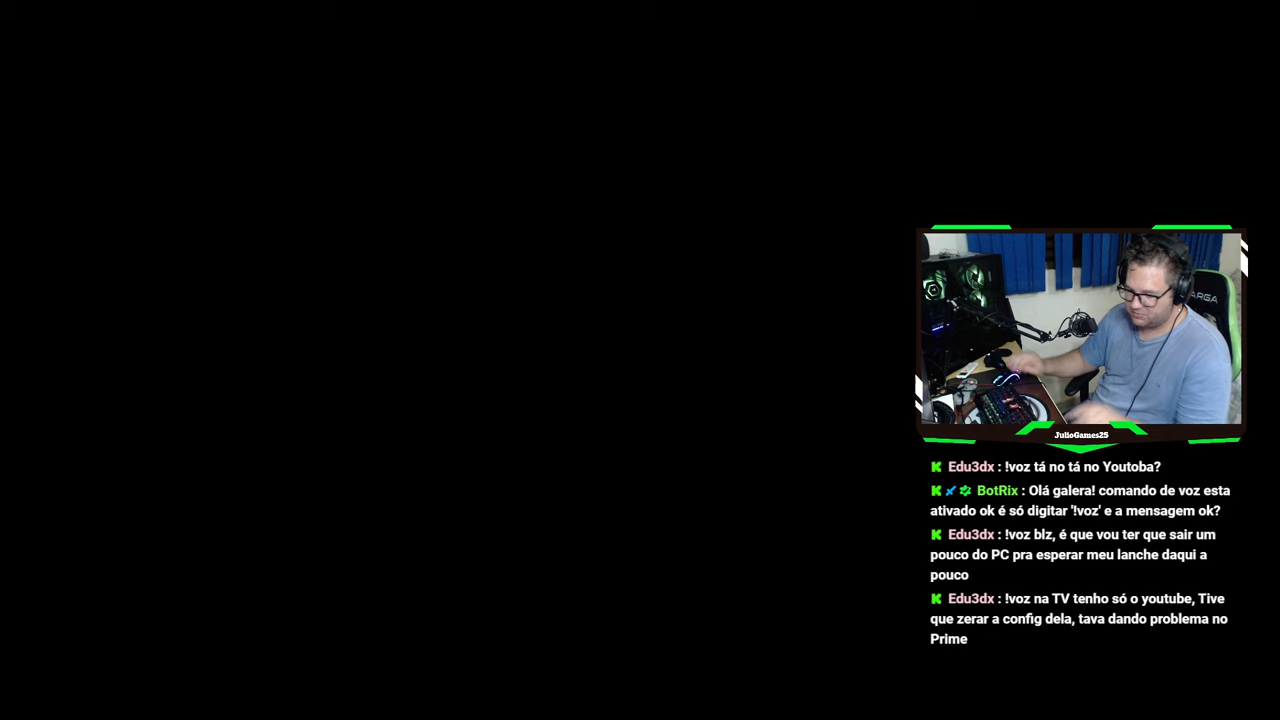 ARGA
JulioGames25
Edu3dx : !voz tá no tá no Youtoba?
BotRix : Olá galera! comando de voz esta
ativado ok é só digitar '!voz' e a mensagem ok?
Edu3dx : !voz blz, é que vou ter que sair um
pouco do PC pra esperar meu lanche daqui a
pouco
Edu3dx : !voz na TV tenho só o youtube, Tive
que zerar a config dela, tava dando problema no
Prime